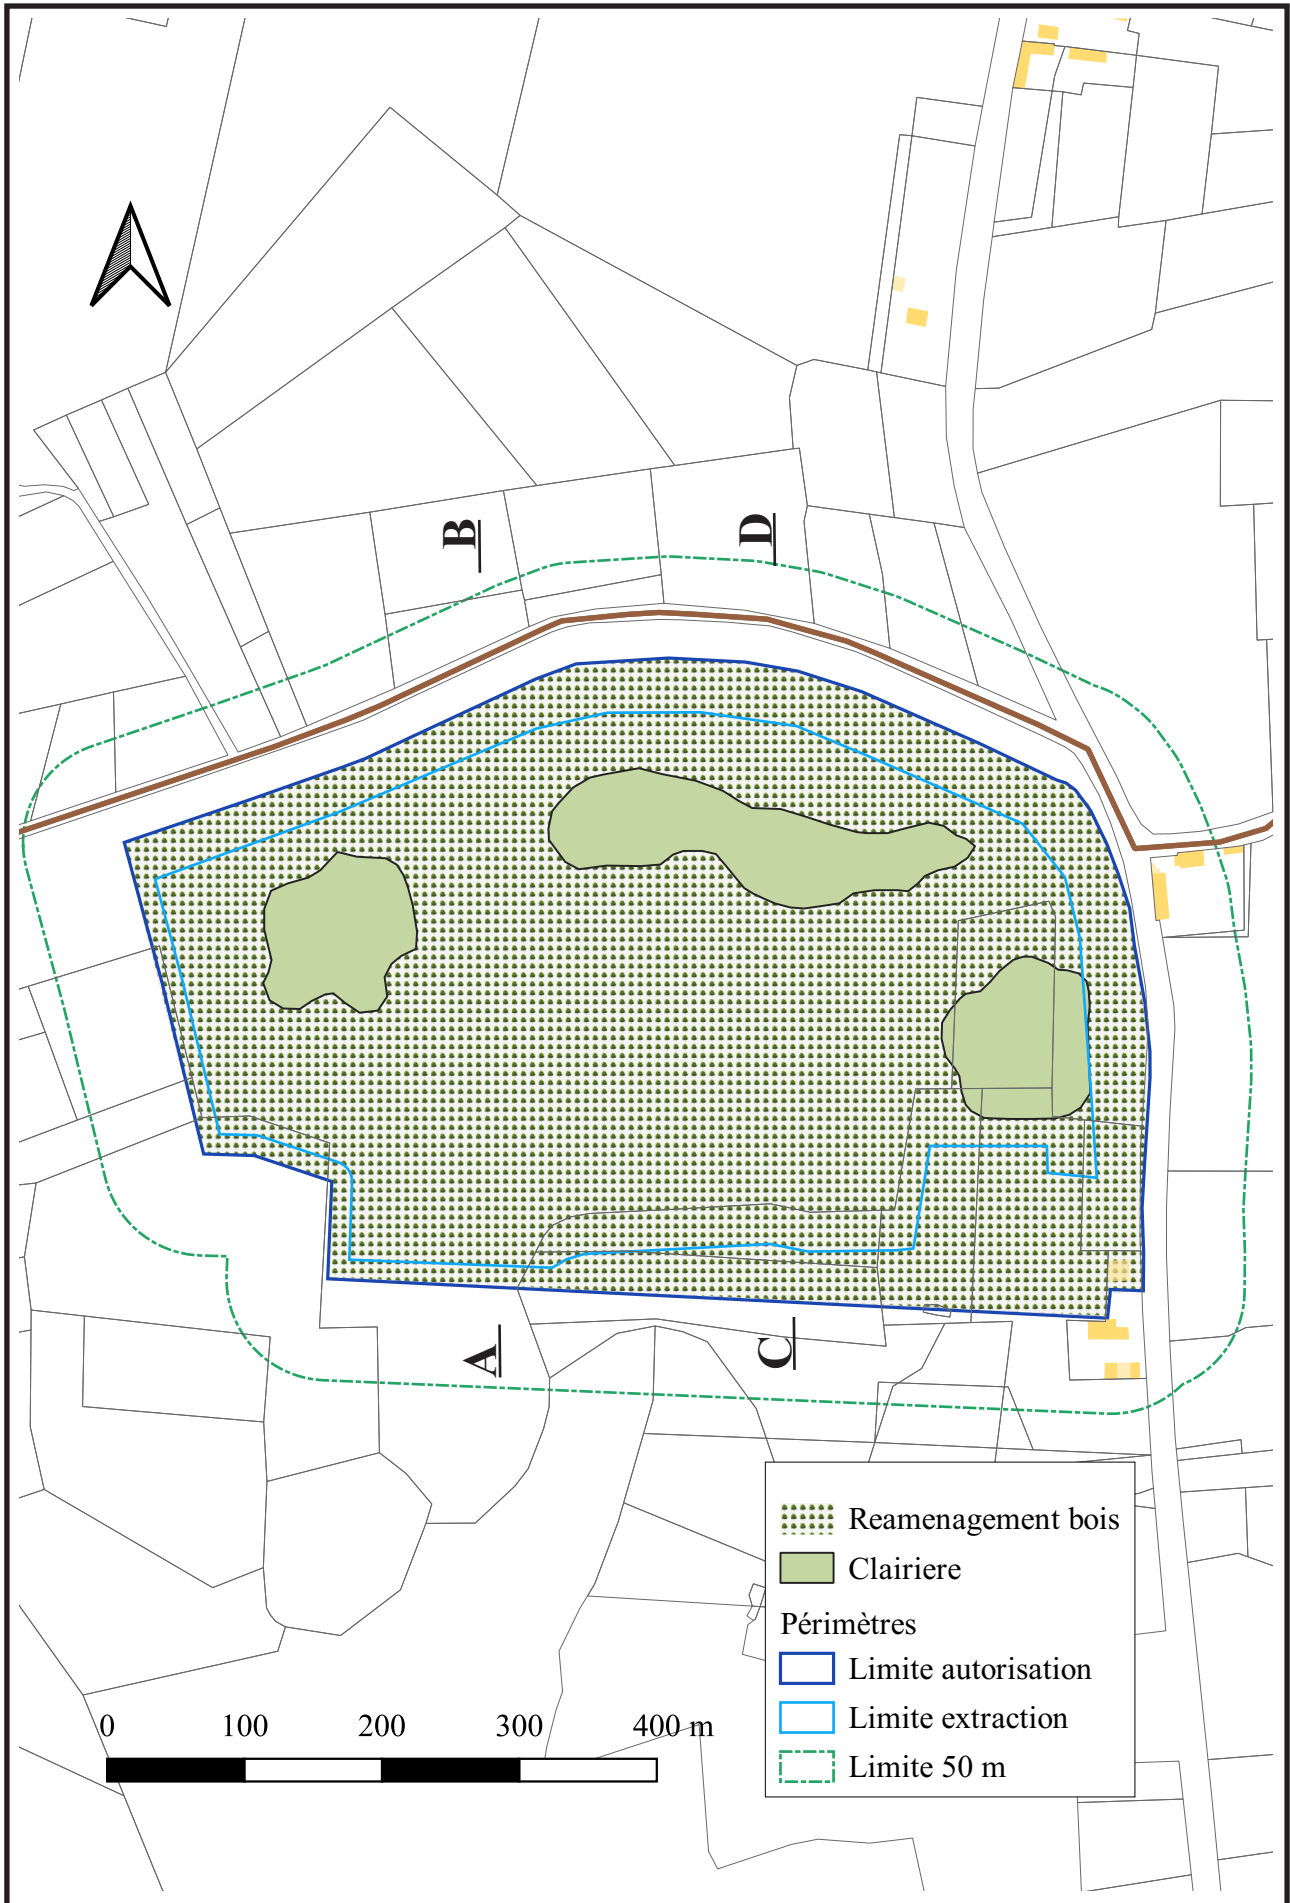 B
D
A
C
Reamenagement bois
Clairiere
Périmètres
Limite autorisation
Limite extraction
Limite 50 m
0 100 200 300 400 m